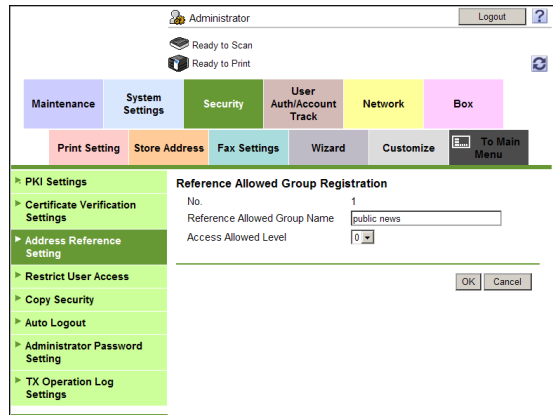 Administrator
Logout
?
Ready to Scan
Ready to Print
Maintenance
System
Settings
Security
User
Auth/Account
Track
Network
Box
Print Setting
Store Address
Fax Settings
Wizard
Customize
To Main
Menu
PKI Settings
Certificate Verification
Settings
Address Reference
Setting
Restrict User Access
Copy Security
Auto Logout
Administrator Password
Setting
TX Operation Log
Settings
Reference Allowed Group Registration
No. 1
Reference Allowed Group Name public news
Access Allowed Level 0
OK Cancel